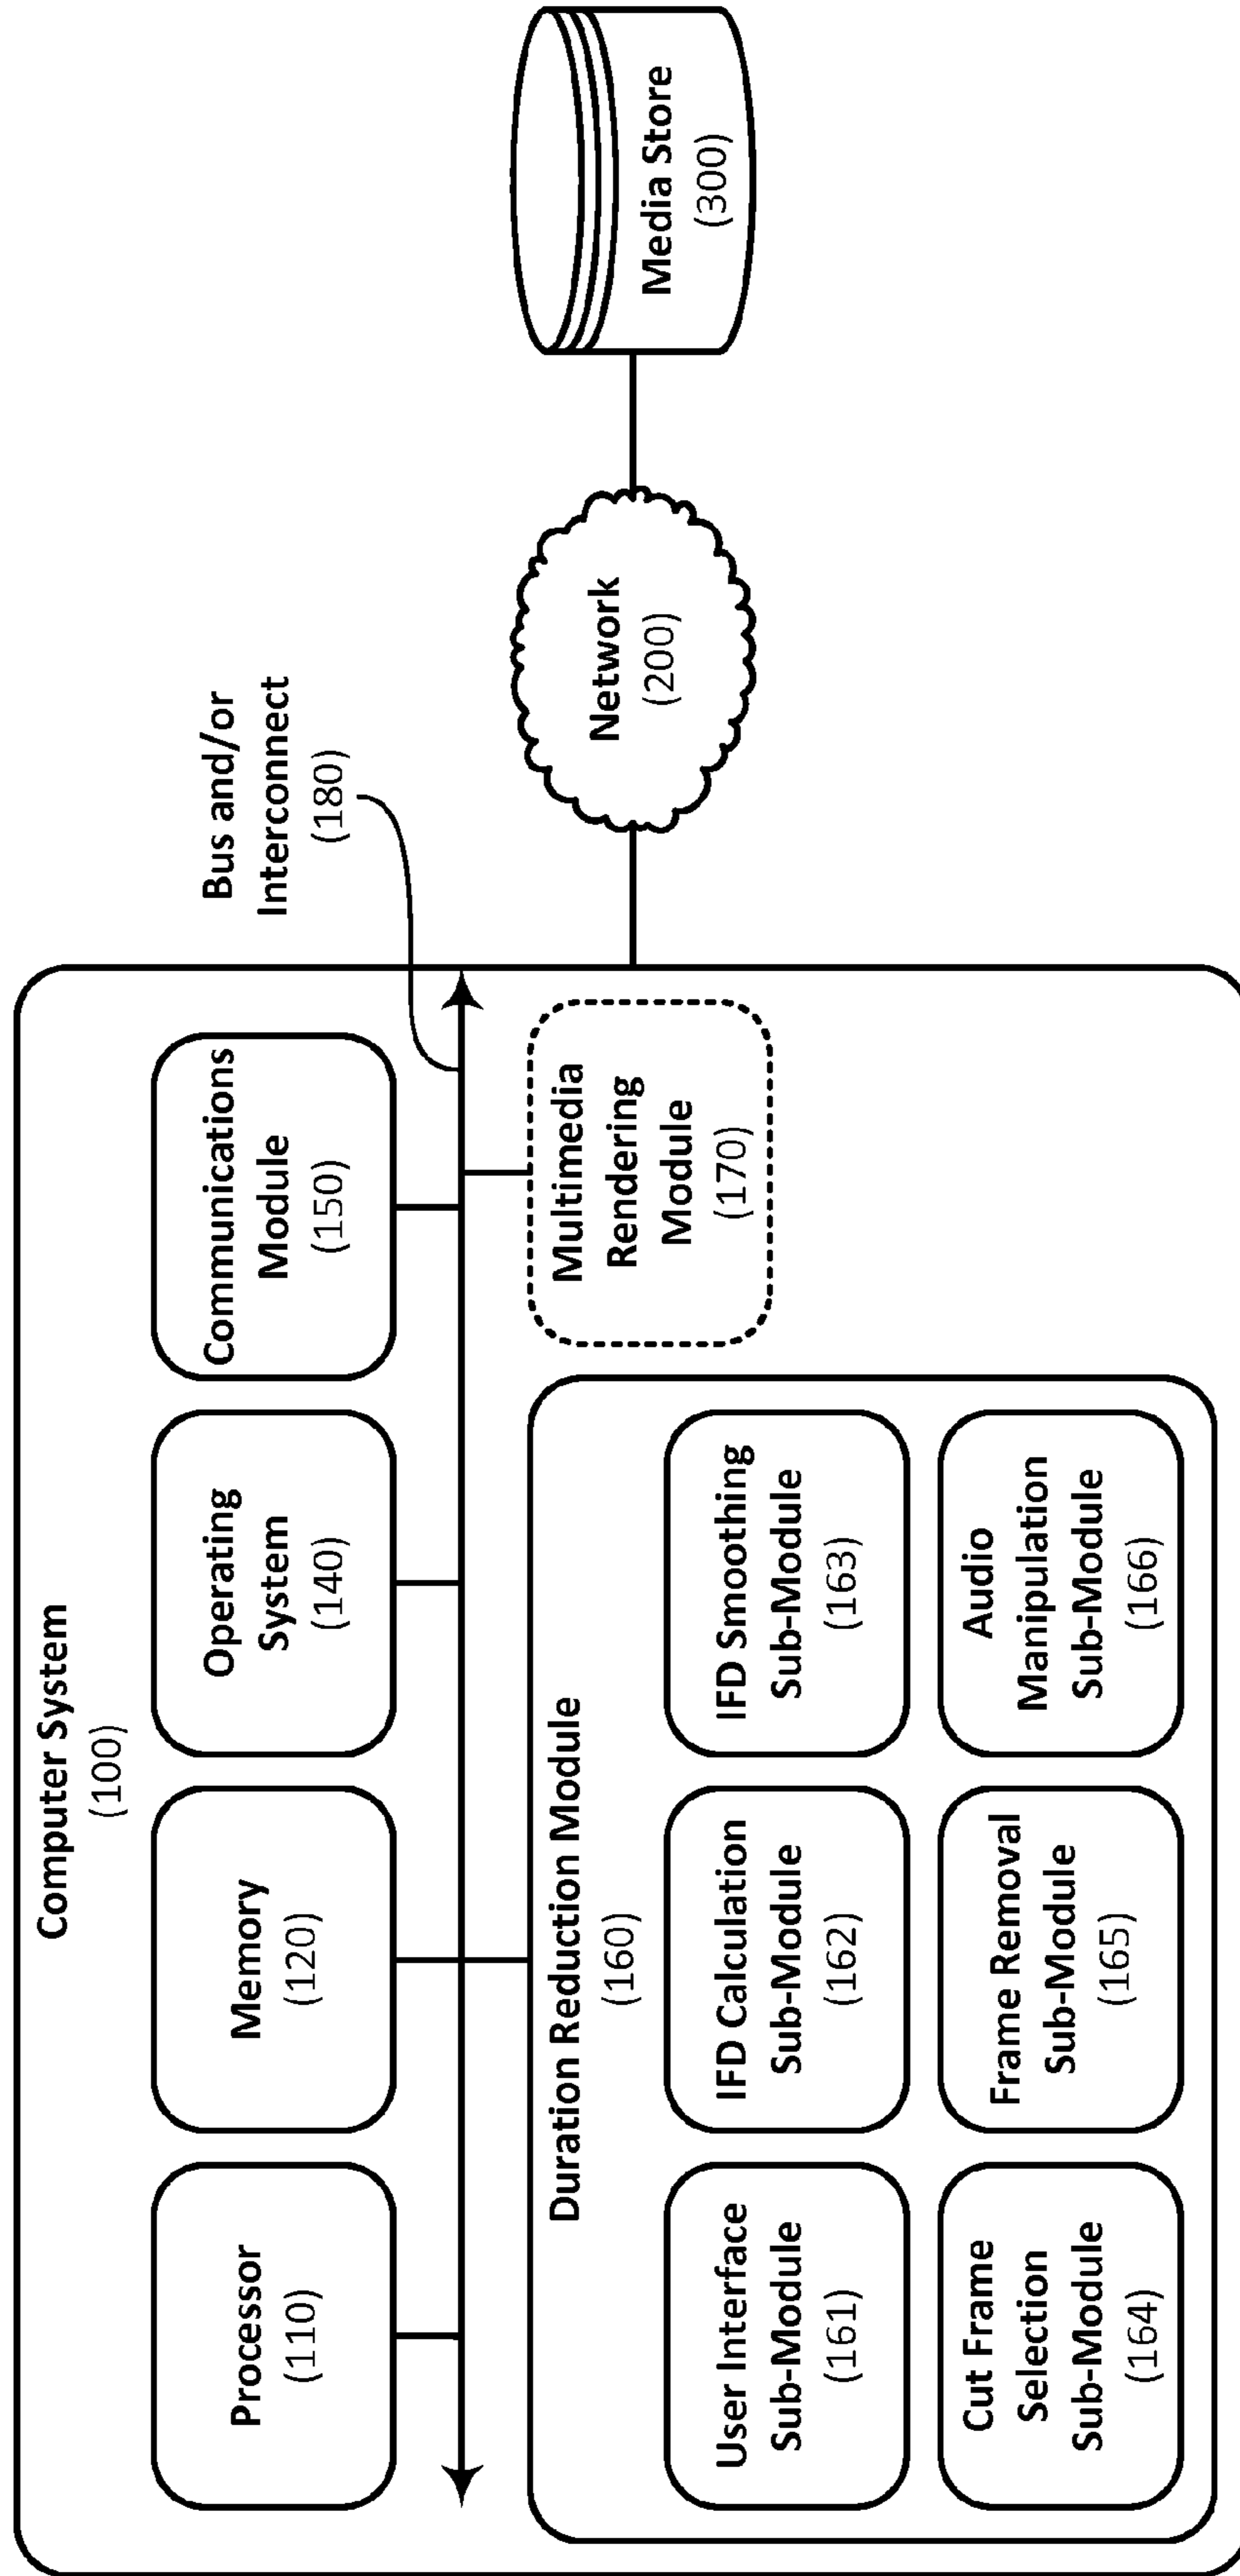 Computer System
(100)
Processor
(110)
Memory
(120)
Operating
System
(140)
Communications
Module
(150)
Bus and/or
Interconnect
(180)
Duration Reduction Module
(160)
User Interface
Sub-Module
(161)
IFD Calculation
Sub-Module
(162)
IFD Smoothing
Sub-Module
(163)
Cut Frame
Selection
Sub-Module
(164)
Frame Removal
Sub-Module
(165)
Audio
Manipulation
Sub-Module
(166)
Multimedia
Rendering
Module
(170)
Network
(200)
Media Store
(300)